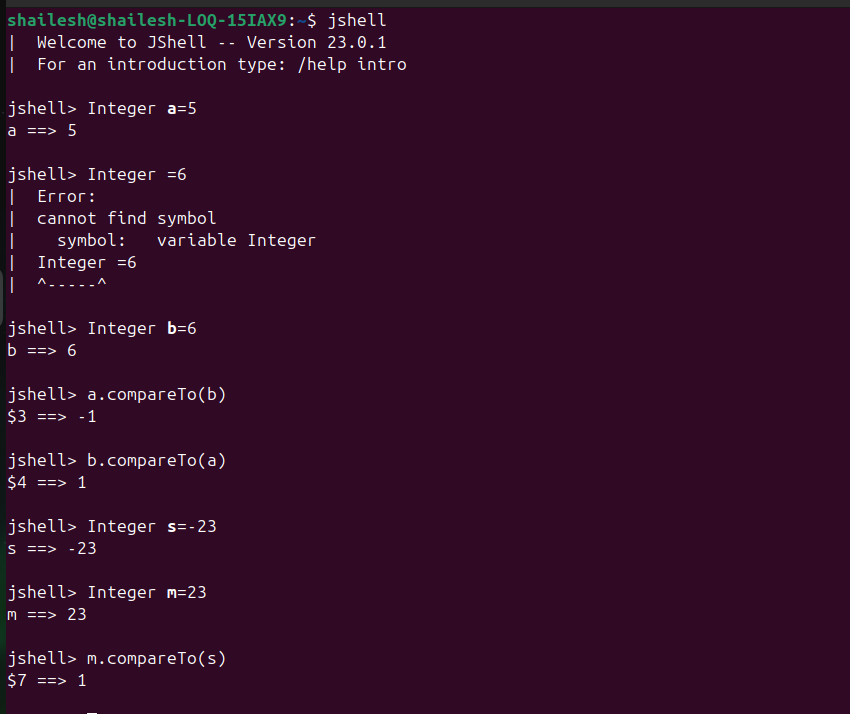 shailesh@shailesh-LOQ-15IAX9:~$ jshell
|  Welcome to JShell -- Version 23.0.1
|  For an introduction type: /help intro
jshell> Integer a=5
a ==> 5
jshell> Integer =6
|  Error:
|  cannot find symbol
|    symbol:   variable Integer
|  Integer =6
|  ^-----^
jshell> Integer b=6
b ==> 6
jshell> a.compareTo(b)
$3 ==> -1
jshell> b.compareTo(a)
$4 ==> 1
jshell> Integer s=-23
s ==> -23
jshell> Integer m=23
m ==> 23
jshell> m.compareTo(s)
$7 ==> 1